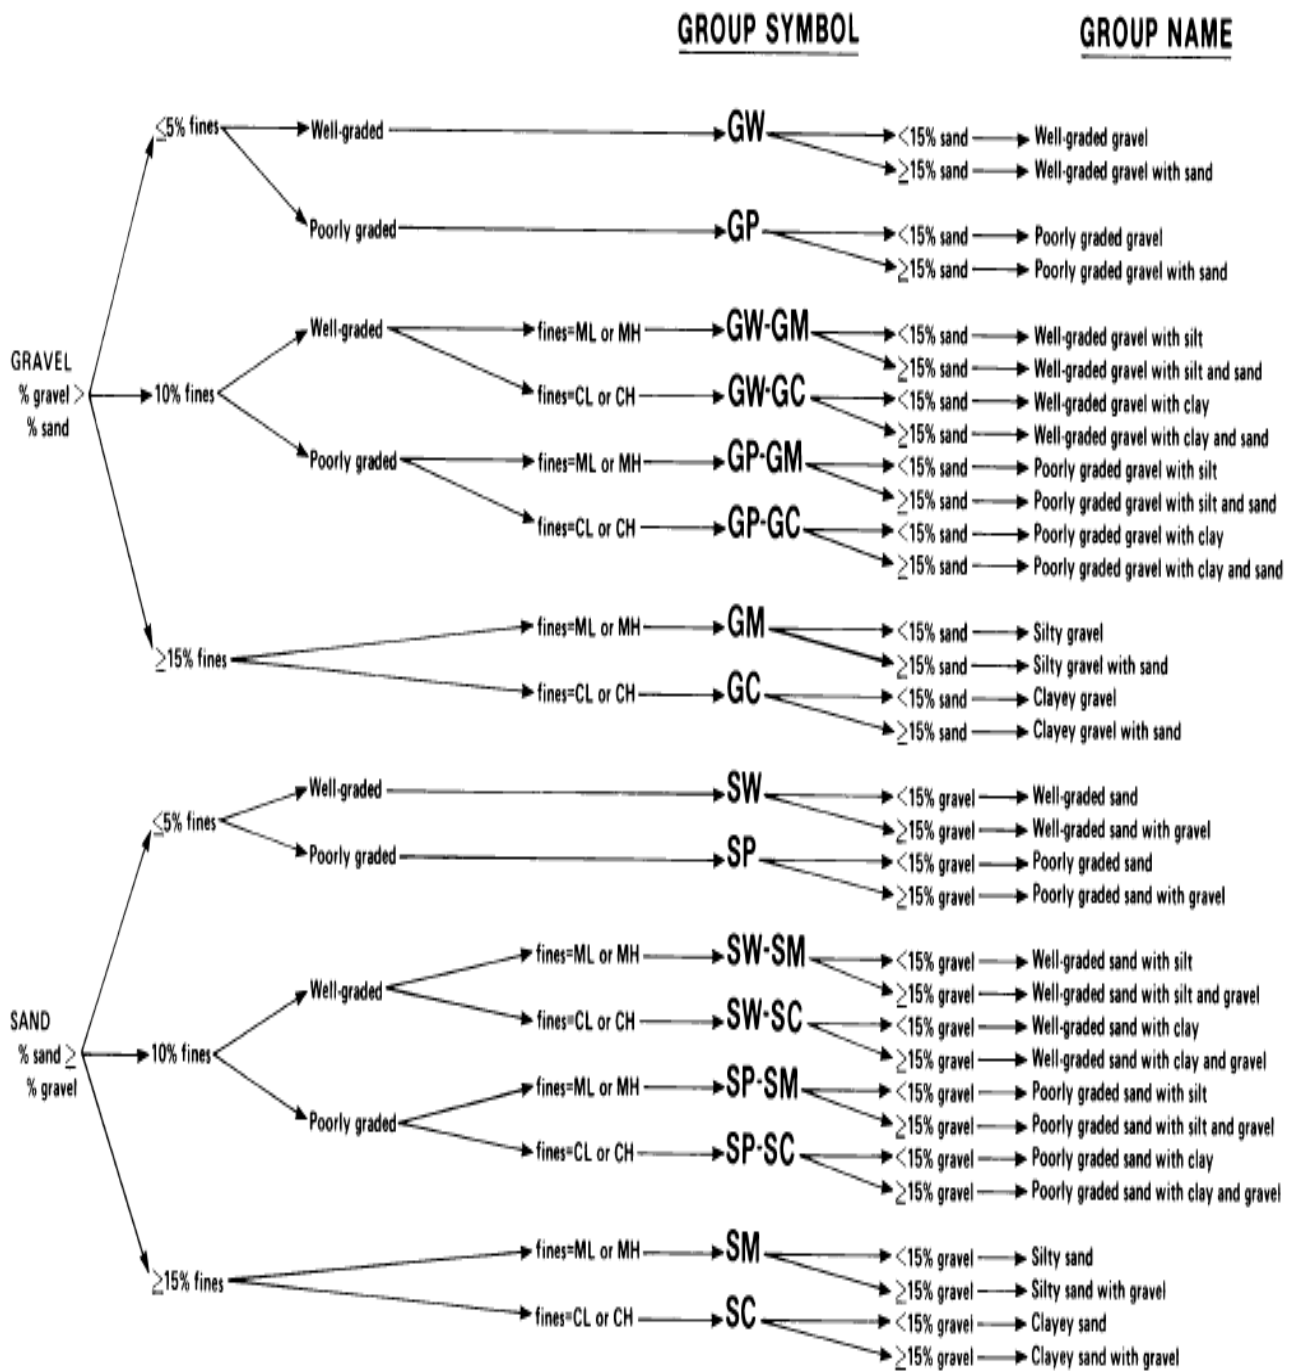 GROUP SYMBOL GROUP NAME
≤5% fines Well-graded GW <15% sand Well-graded gravel
≥15% sand Well-graded gravel with sand
Poorly graded GP <15% sand Poorly graded gravel
≥15% sand Poorly graded gravel with sand
Well-graded fines=ML or MH GW-GM <15% sand Well-graded gravel with silt
≥15% sand Well-graded gravel with silt and sand
GRAVEL
% gravel >
% sand
10% fines fines=CL or CH GW-GC <15% sand Well-graded gravel with clay
≥15% sand Well-graded gravel with clay and sand
Poorly graded fines=ML or MH GP-GM <15% sand Poorly graded gravel with silt
≥15% sand Poorly graded gravel with silt and sand
fines=CL or CH GP-GC <15% sand Poorly graded gravel with clay
≥15% sand Poorly graded gravel with clay and sand
≥15% fines fines=ML or MH GM <15% sand Silty gravel
≥15% sand Silty gravel with sand
fines=CL or CH GC <15% sand Clayey gravel
≥15% sand Clayey gravel with sand
≤5% fines Well-graded SW <15% gravel Well-graded sand
≥15% gravel Well-graded sand with gravel
Poorly graded SP <15% gravel Poorly graded sand
≥15% gravel Poorly graded sand with gravel
Well-graded fines=ML or MH SW-SM <15% gravel Well-graded sand with silt
≥15% gravel Well-graded sand with silt and gravel
SAND
% sand ≥
% gravel
10% fines fines=CL or CH SW-SC <15% gravel Well-graded sand with clay
≥15% gravel Well-graded sand with clay and gravel
Poorly graded fines=ML or MH SP-SM <15% gravel Poorly graded sand with silt
≥15% gravel Poorly graded sand with silt and gravel
fines=CL or CH SP-SC <15% gravel Poorly graded sand with clay
≥15% gravel Poorly graded sand with clay and gravel
≥15% fines fines=ML or MH SM <15% gravel Silty sand
≥15% gravel Silty sand with gravel
fines=CL or CH SC <15% gravel Clayey sand
≥15% gravel Clayey sand with gravel